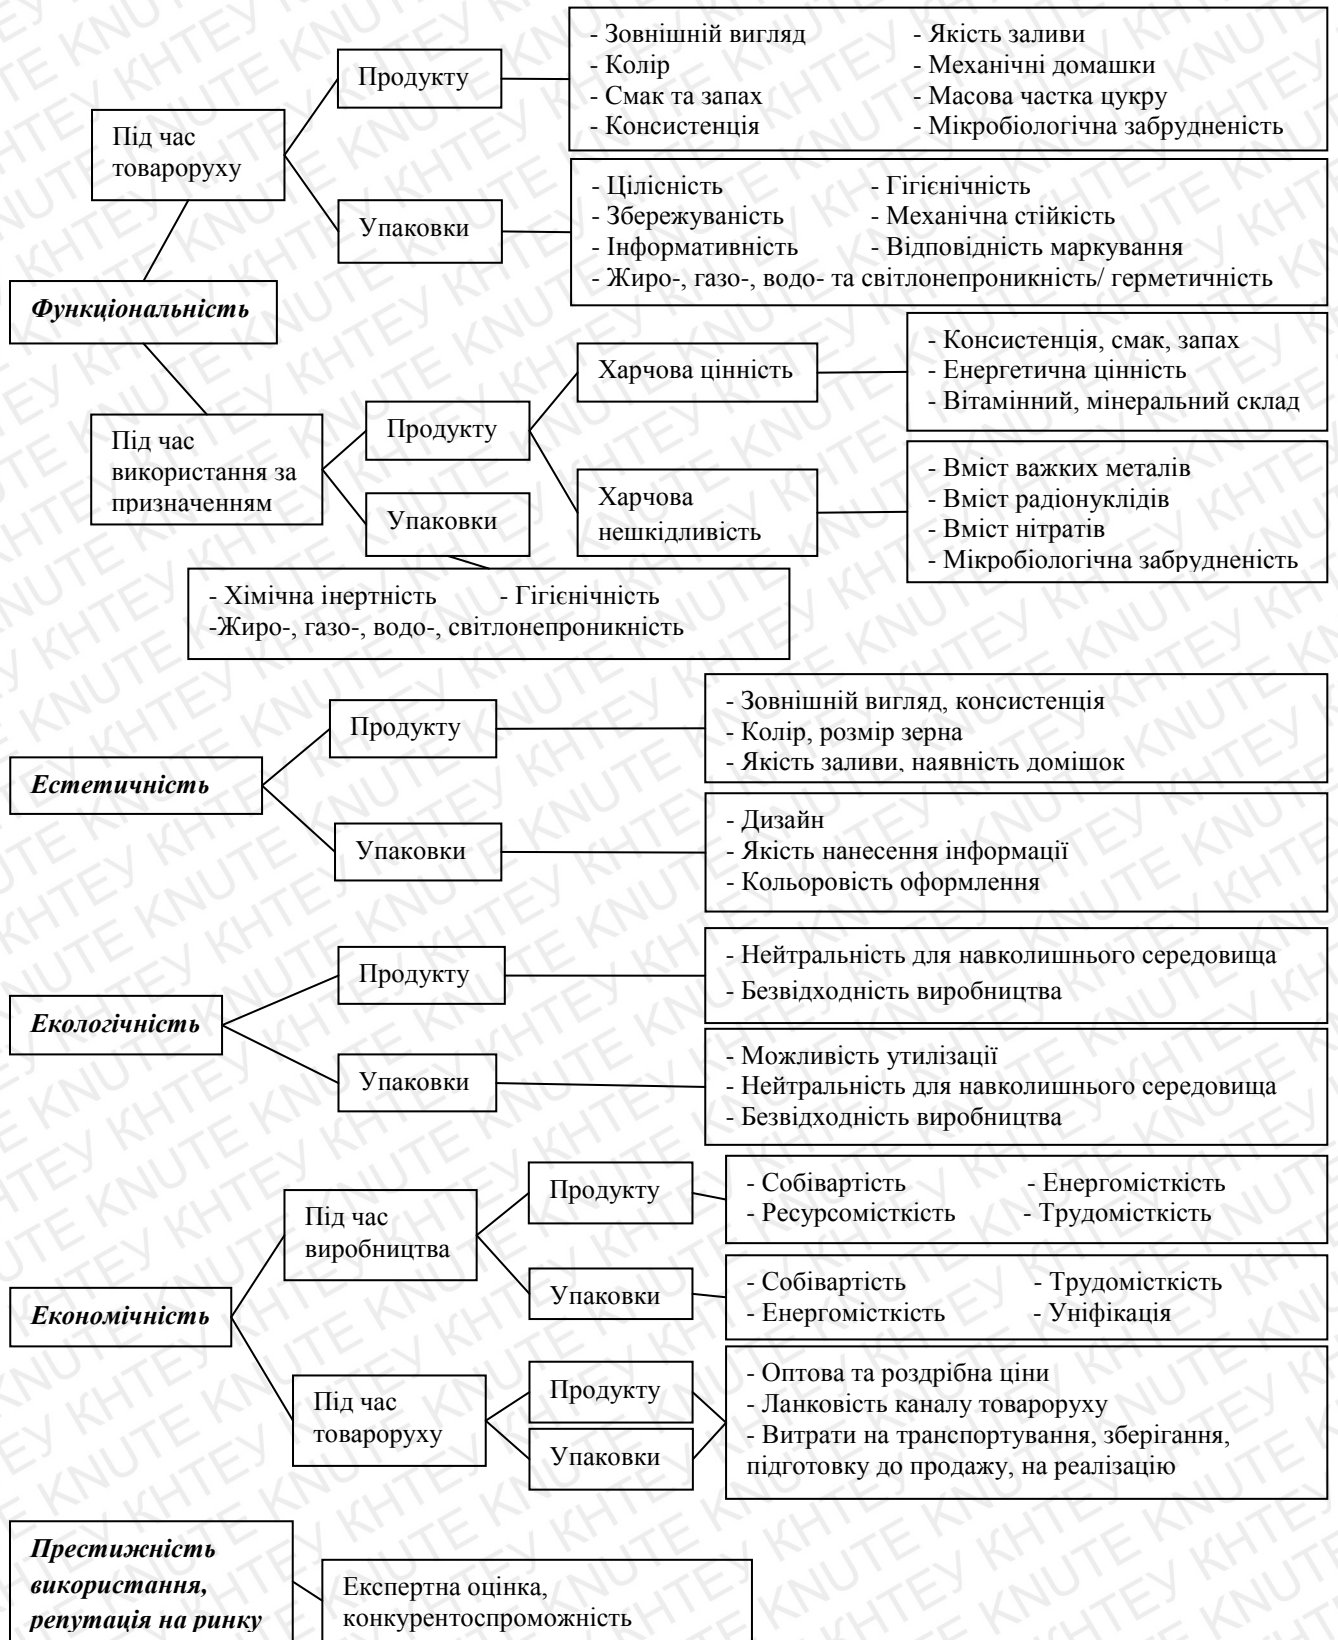 - Зовнішній вигляд - Якість заливи
- Колір - Механічні домашки
- Смак та запах - Масова частка цукру
- Консистенція - Мікробіологічна забрудненість
Продукту
Під час
товароруху
- Цілісність - Гігієнічність
- Збережуваність - Механічна стійкість
- Інформативність - Відповідність маркування
- Жиро-, газо-, водо- та світлонепроникність/ герметичність
Упаковки
Функціональність
- Консистенція, смак, запах
- Енергетична цінність
- Вітамінний, мінеральний склад
Харчова цінність
Продукту
Під час
використання за
призначенням
- Вміст важких металів
- Вміст радіонуклідів
- Вміст нітратів
- Мікробіологічна забрудненість
Харчова
нешкідливість
Упаковки
- Хімічна інертність - Гігієнічність
-Жиро-, газо-, водо-, світлонепроникність
- Зовнішній вигляд, консистенція
- Колір, розмір зерна
- Якість заливи, наявність домішок
Продукту
Естетичність
- Дизайн
- Якість нанесення інформації
- Кольоровість оформлення
Упаковки
- Нейтральність для навколишнього середовища
- Безвідходність виробництва
Продукту
Екологічність
- Можливість утилізації
- Нейтральність для навколишнього середовища
- Безвідходність виробництва
Упаковки
Продукту
- Собівартість - Енергомісткість
- Ресурсомісткість - Трудомісткість
Під час
виробництва
Упаковки
- Собівартість - Трудомісткість
- Енергомісткість - Уніфікація
Економічність
Продукту
- Оптова та роздрібна ціни
- Ланковість каналу товароруху
- Витрати на транспортування, зберігання,
підготовку до продажу, на реалізацію
Під час
товароруху
Упаковки
Престижність
використання,
репутація на ринку
Експертна оцінка,
конкурентоспроможність